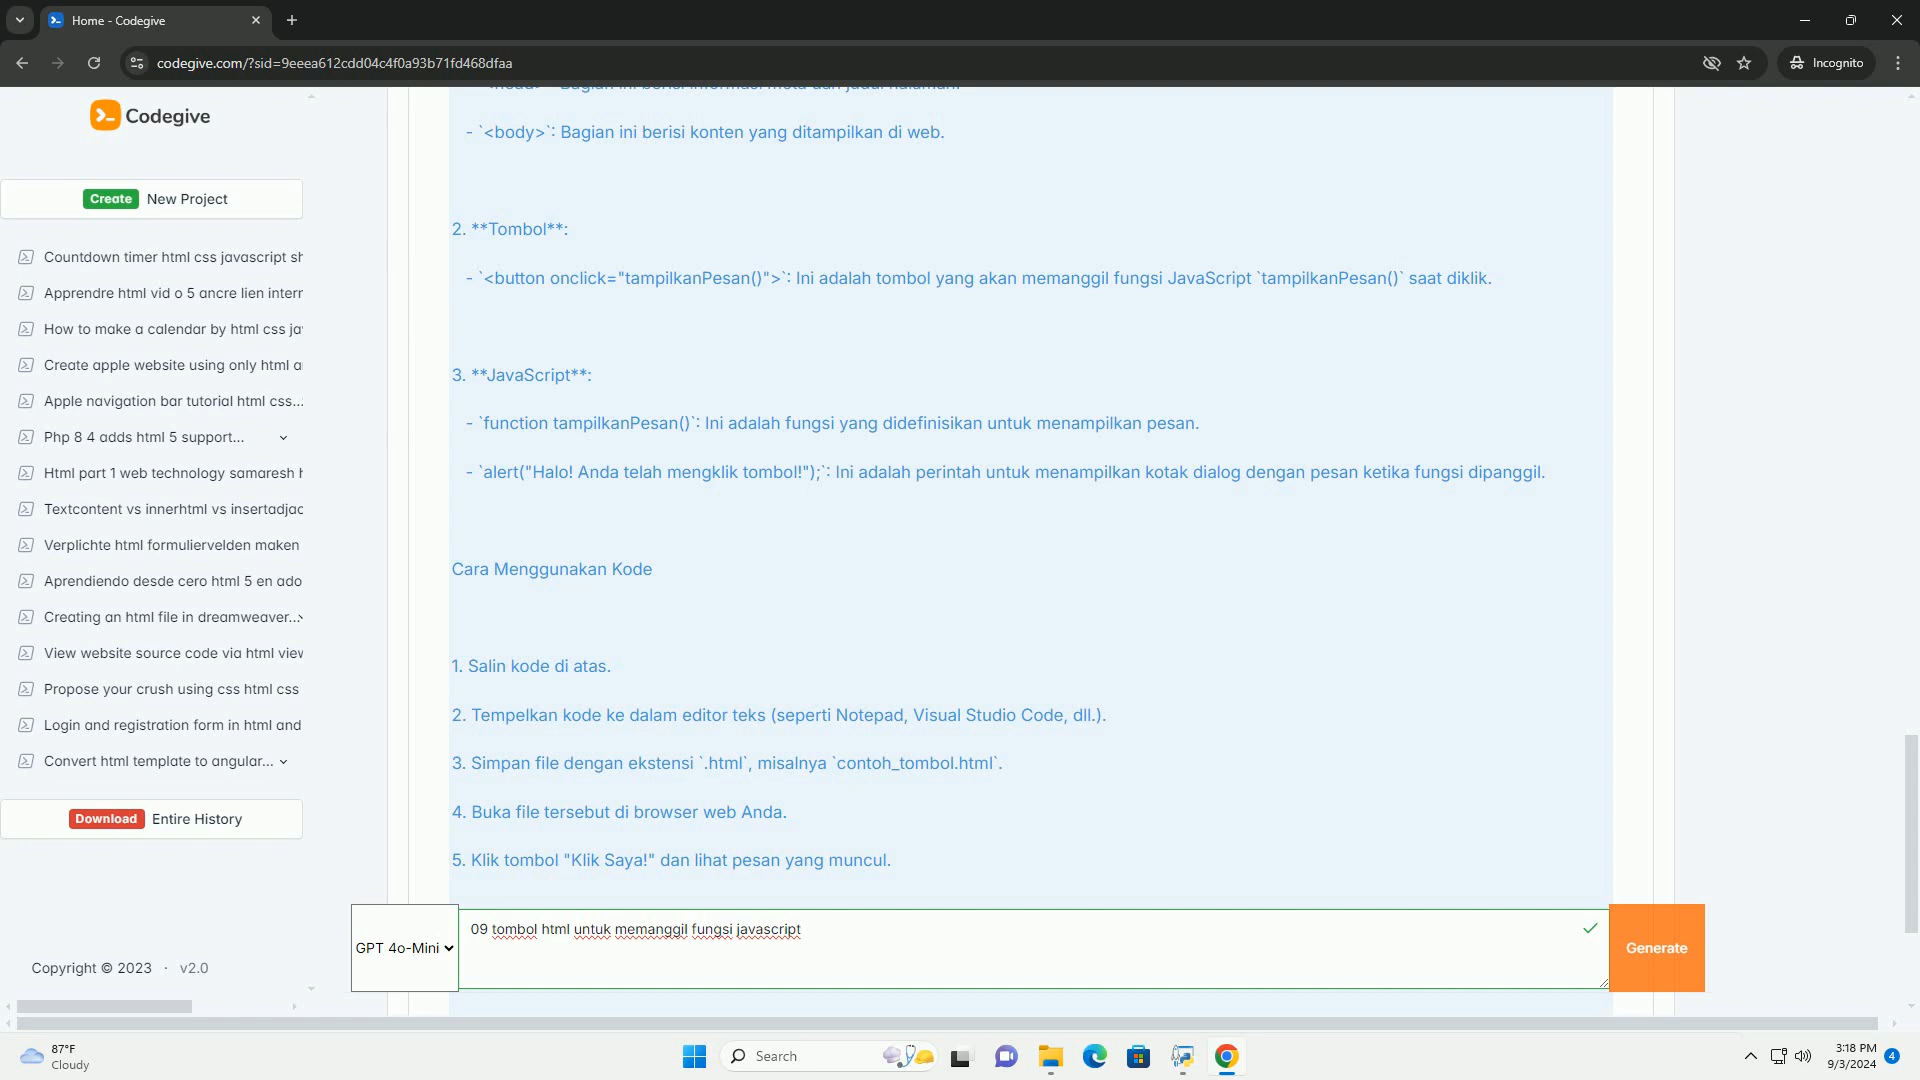 Home - Codegive
codegive.com/?sid=9eeea612cdd04c4f0a93b71fd468dfaa
Incognito
Codegive
Create New Project
Countdown timer html css javascript sh
Apprendre html vid o 5 ancre lien interr
How to make a calendar by html css ja
Create apple website using only html a
Apple navigation bar tutorial html css...
Php 8 4 adds html 5 support...
Html part 1 web technology samaresh h
Textcontent vs innerhtml vs insertadjac
Verplichte html formuliervelden maken
Aprendiendo desde cero html 5 en ado
Creating an html file in dreamweaver...
View website source code via html view
Propose your crush using css html css
Login and registration form in html and
Convert html template to angular...
Download Entire History
Copyright © 2023 · v2.0
- `<body>`: Bagian ini berisi konten yang ditampilkan di web.
2. **Tombol**:
- `<button onclick="tampilkanPesan()">`: Ini adalah tombol yang akan memanggil fungsi JavaScript `tampilkanPesan()` saat diklik.
3. **JavaScript**:
- `function tampilkanPesan()`: Ini adalah fungsi yang didefinisikan untuk menampilkan pesan.
- `alert("Halo! Anda telah mengklik tombol!");`: Ini adalah perintah untuk menampilkan kotak dialog dengan pesan ketika fungsi dipanggil.
Cara Menggunakan Kode
1. Salin kode di atas.
2. Tempelkan kode ke dalam editor teks (seperti Notepad, Visual Studio Code, dll.).
3. Simpan file dengan ekstensi `.html`, misalnya `contoh_tombol.html`.
4. Buka file tersebut di browser web Anda.
5. Klik tombol "Klik Saya!" dan lihat pesan yang muncul.
GPT 4o-Mini
09 tombol html untuk memanggil fungsi javascript
Generate
87°F
Cloudy
Search
3:18 PM
9/3/2024
4